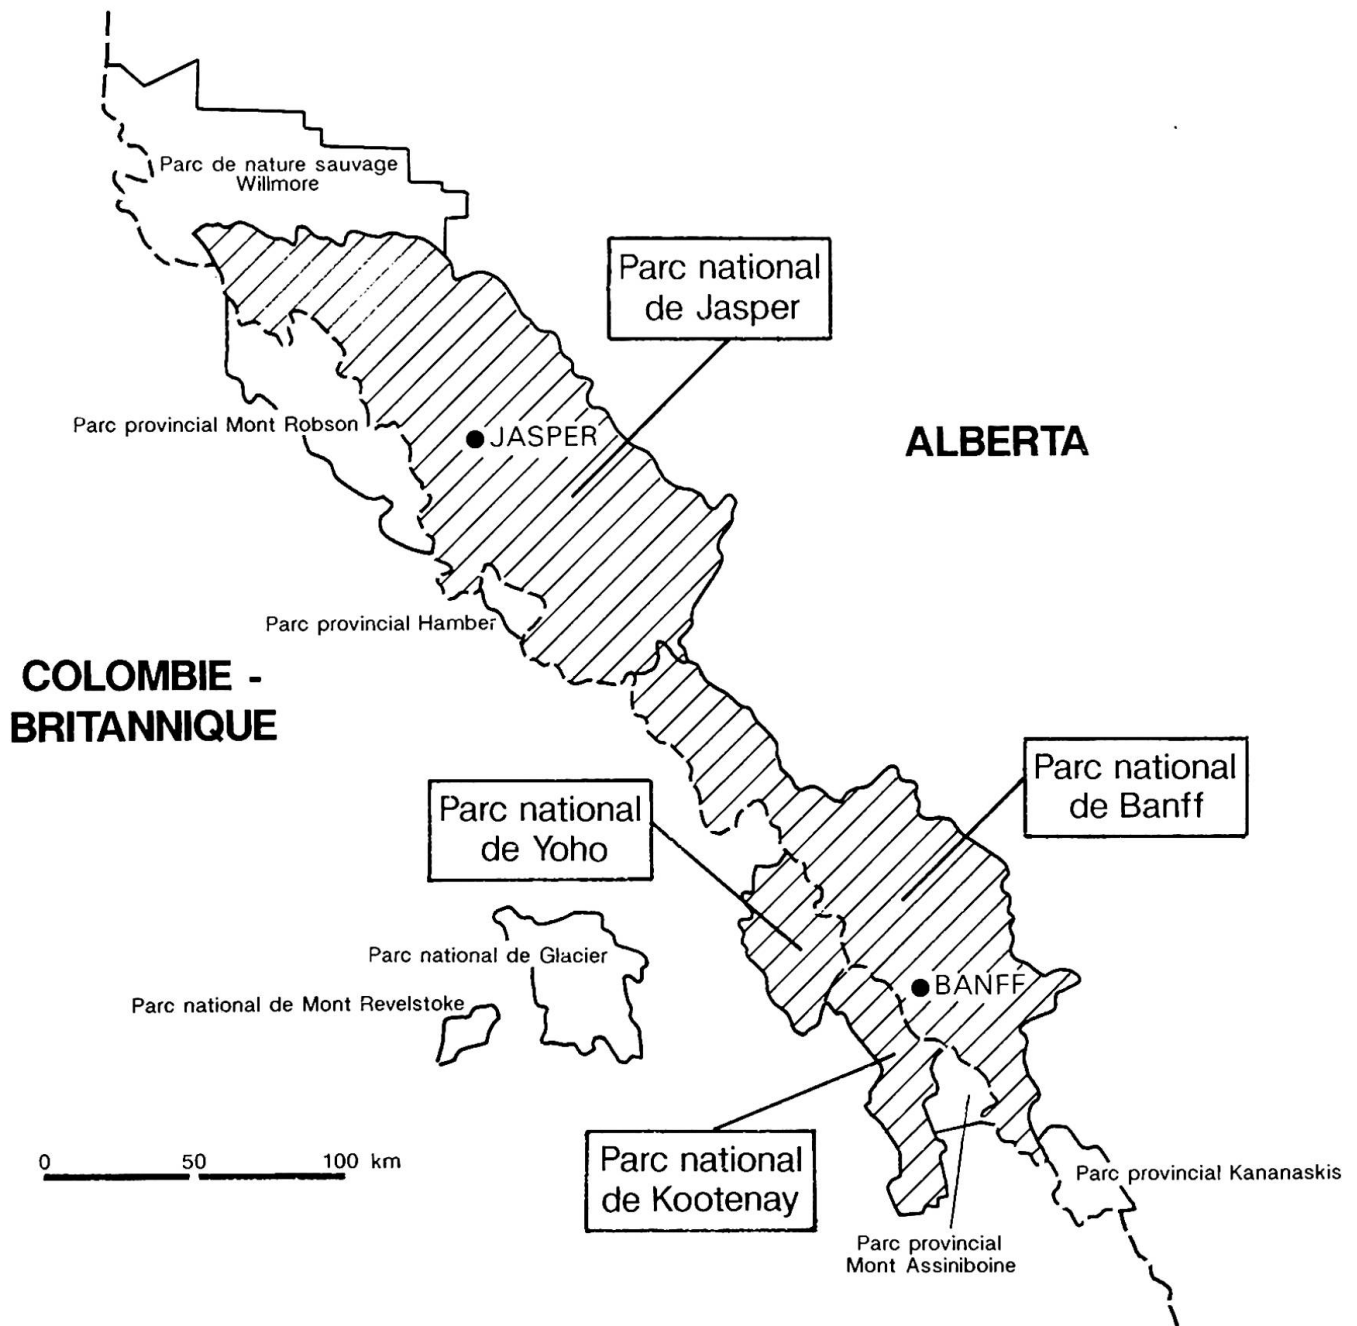 Parc de nature sauvage
Willmore
Parc national
de Jasper
Parc provincial Mont Robson
JASPER
ALBERTA
Parc provincial Hamber
COLOMBIE -
BRITANNIQUE
Parc national
de Banff
Parc national
de Yoho
Parc national de Glacier
BANFF
Parc national de Mont Revelstoke
Parc national
de Kootenay
0 50 100 km
Parc provincial Kananaskis
Parc provincial
Mont Assiniboine